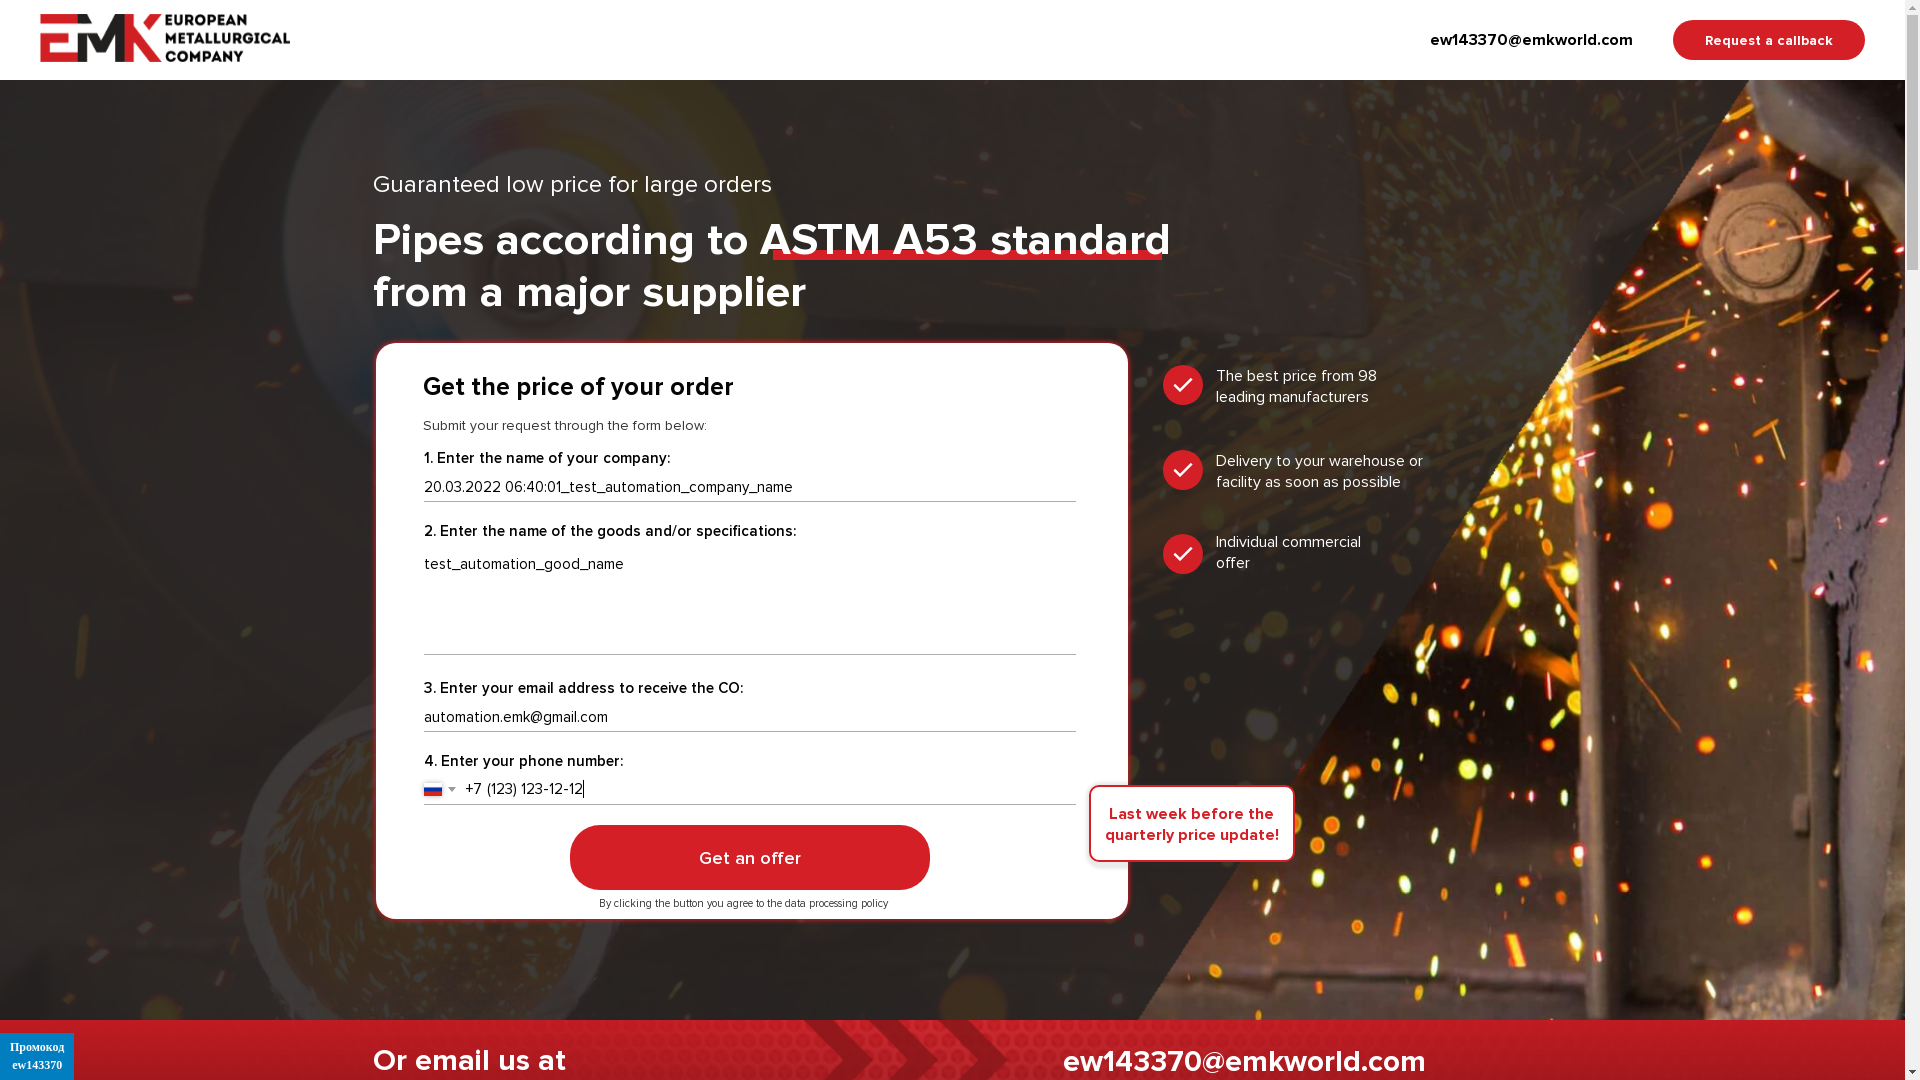 EMK EUROPEAN
METALLURGICAL
COMPANY
ew143370@emkworld.com
Request a callback
Guaranteed low price for large orders
Pipes according to ASTM A53 standard
from a major supplier
Get the price of your order
Submit your request through the form below:
1. Enter the name of your company:
20.03.2022 06:40:01_test_automation_company_name
2. Enter the name of the goods and/or specifications:
test_automation_good_name
3. Enter your email address to receive the CO:
automation.emk@gmail.com
4. Enter your phone number:
+7 (123) 123-12-12
Get an offer
By clicking the button you agree to the data processing policy
The best price from 98
leading manufacturers
Delivery to your warehouse or
facility as soon as possible
Individual commercial
offer
Last week before the
quarterly price update!
Or email us at
ew143370@emkworld.com
Промокод
ew143370